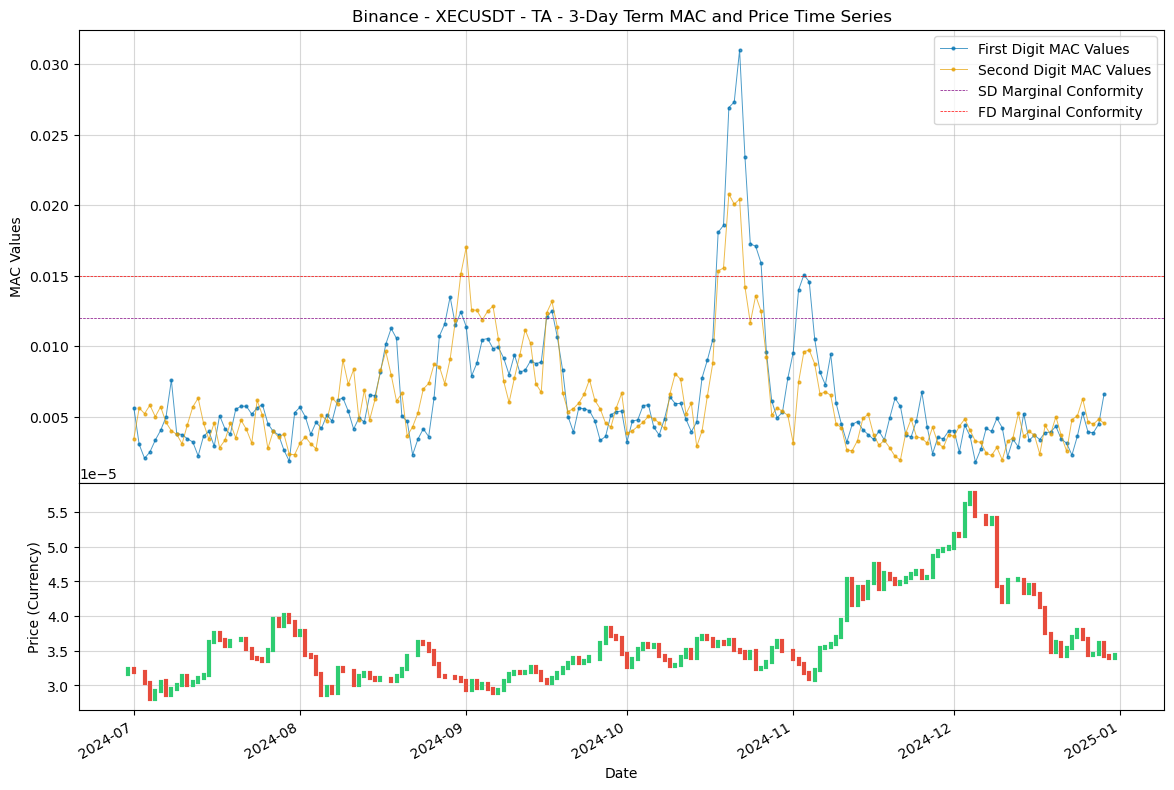 Binance - XECUSDT - TA - 3-Day Term MAC and Price Time Series
First Digit MAC Values
Second Digit MAC Values
SD Marginal Conformity
FD Marginal Conformity
MAC Values
0.030
0.025
0.020
0.015
0.010
0.005
1e−5
Price (Currency)
5.5
5.0
4.5
4.0
3.5
3.0
2024-07
2024-08
2024-09
2024-10
2024-11
2024-12
2025-01
Date